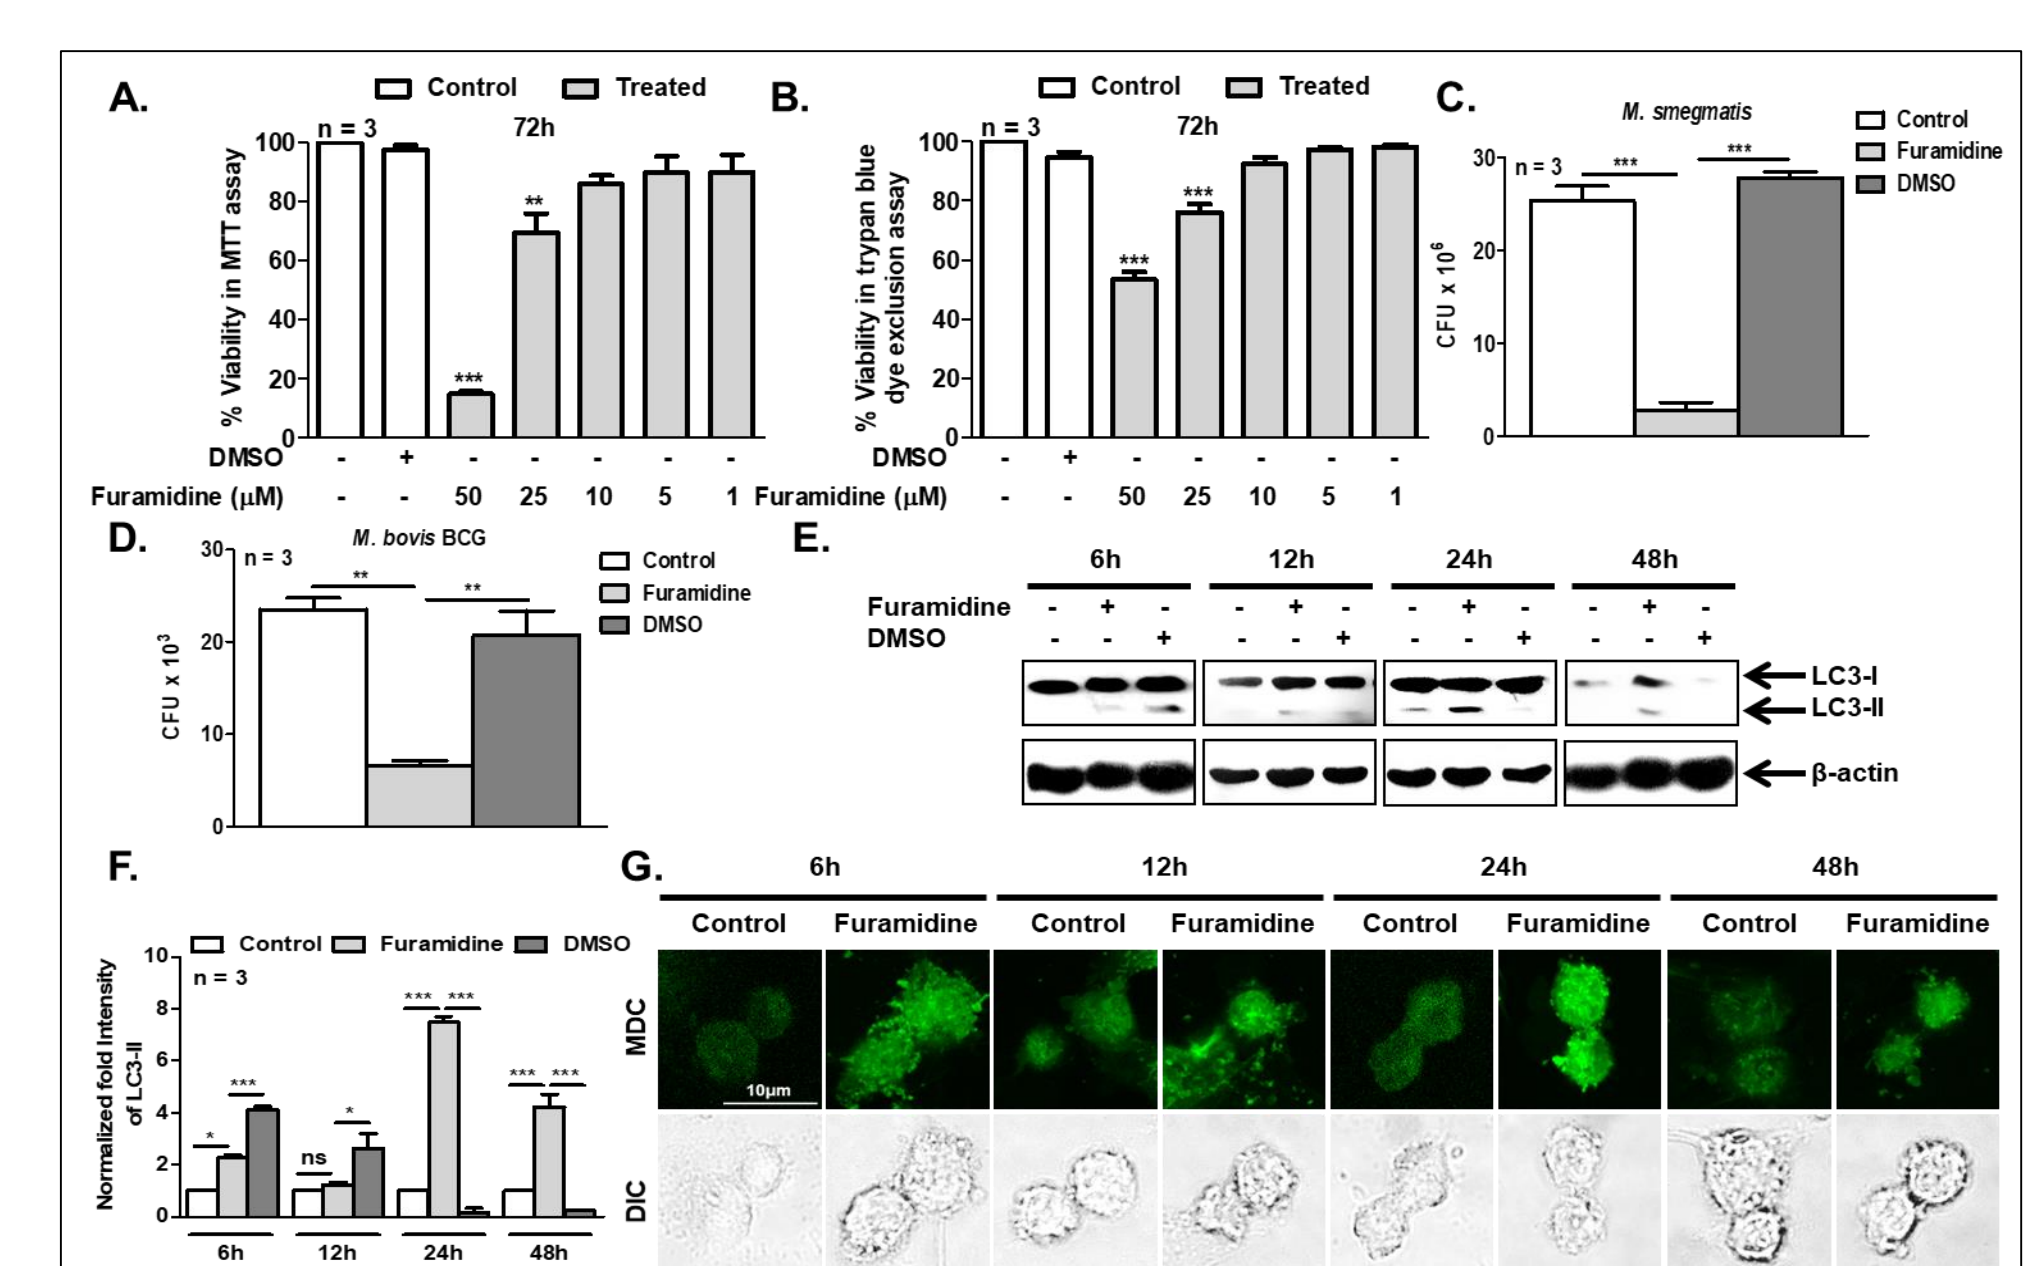 A.
Control Treated
n = 3
72h
% Viability in MTT assay
100
80
60
40
20
0
***
**
DMSO - + - - - - -
Furamidine (µM) - - 50 25 10 5 1
B.
Control Treated
n = 3
72h
% Viability in trypan blue
dye exclusion assay
100
80
60
40
20
0
***
***
DMSO - + - - - - -
Furamidine (µM) - - 50 25 10 5 1
C.
M. smegmatis
Control
Furamidine
DMSO
n = 3
***
***
CFU x 10⁶
30
20
10
0
D.
M. bovis BCG
Control
Furamidine
DMSO
n = 3
**
**
CFU x 10³
30
20
10
0
E.
6h 12h 24h 48h
Furamidine - + - - + - - + - - + -
DMSO - - + - - + - - + - - +
LC3-I
LC3-II
β-actin
F.
Control Furamidine DMSO
n = 3
Normalized fold Intensity
of LC3-II
10
8
6
4
2
0
* ***
ns *
*** ***
*** ***
6h 12h 24h 48h
G.
6h 12h 24h 48h
Control Furamidine Control Furamidine Control Furamidine Control Furamidine
MDC
10µm
DIC